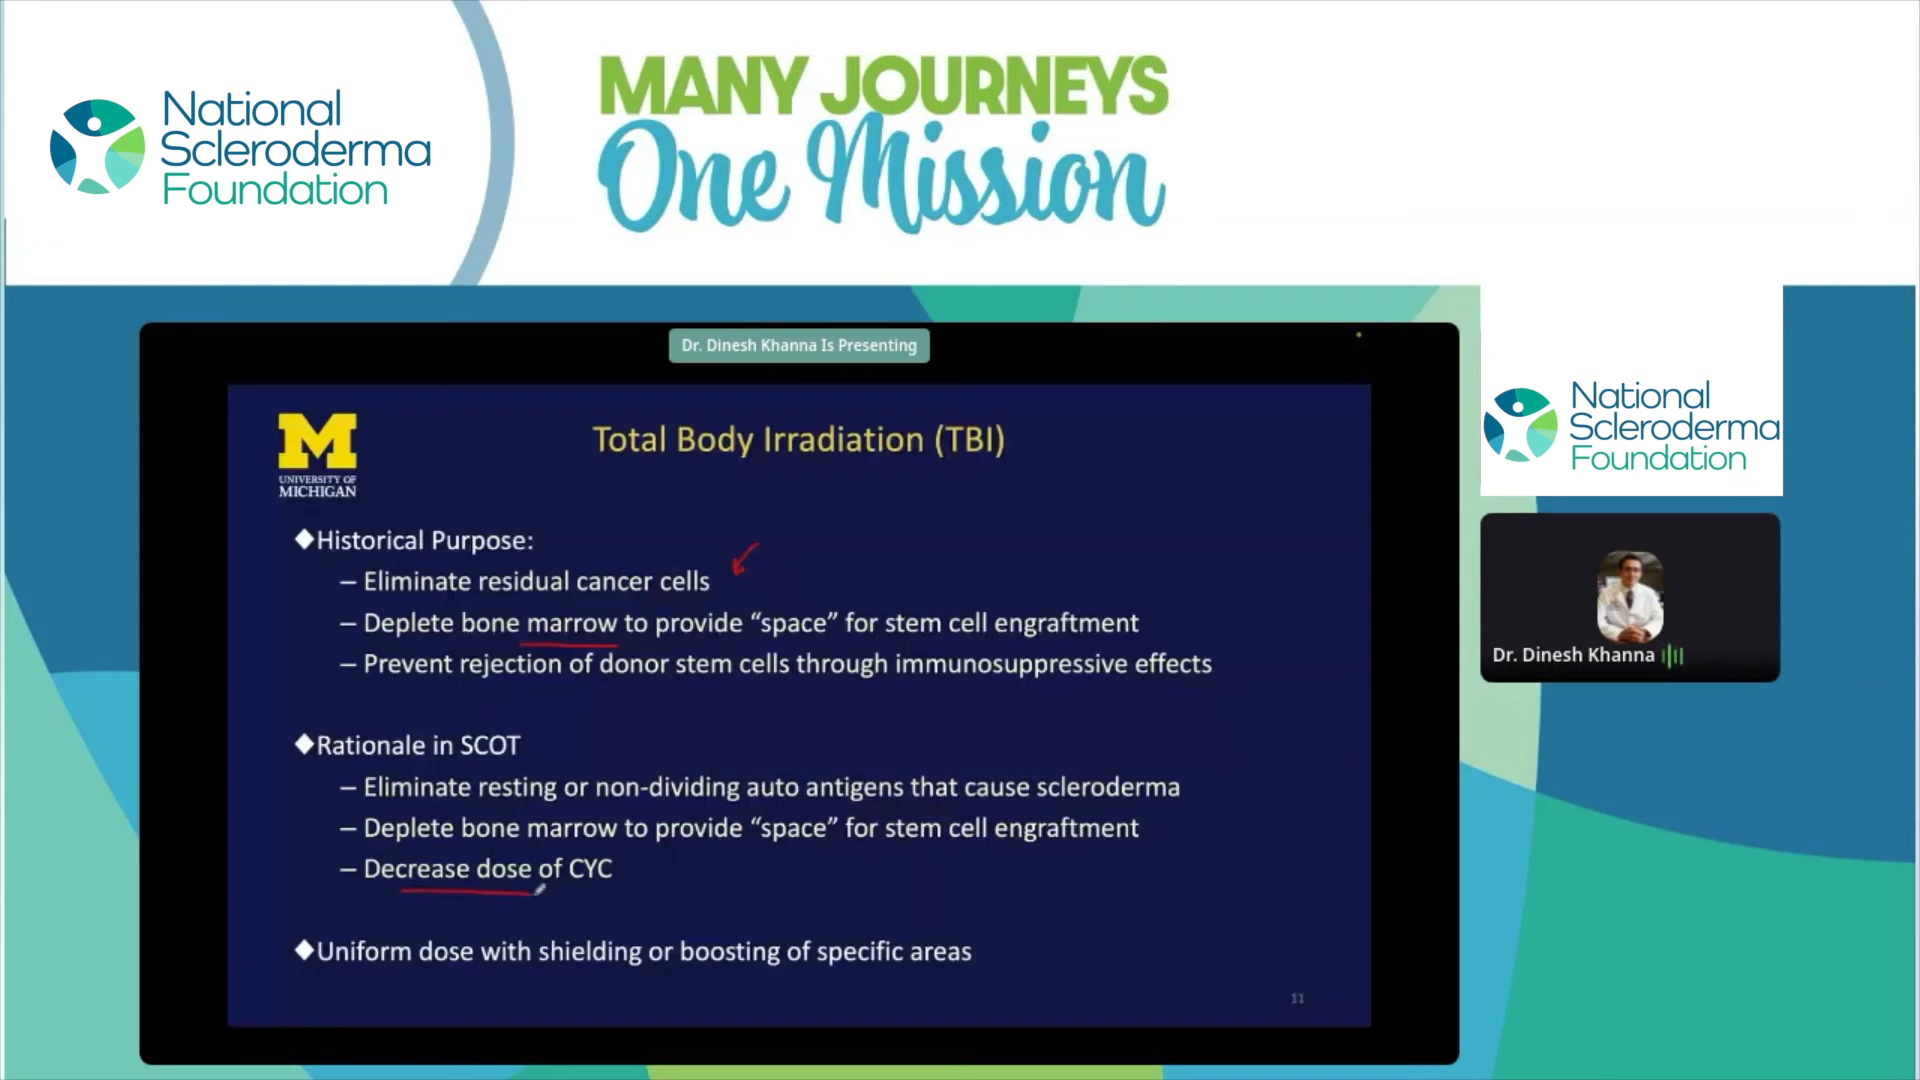 National
Scleroderma
Foundation
MANY JOURNEYS
One Mission
Dr. Dinesh Khanna Is Presenting
M
UNIVERSITY OF
MICHIGAN
Total Body Irradiation (TBI)
◆Historical Purpose:
– Eliminate residual cancer cells
– Deplete bone marrow to provide “space” for stem cell engraftment
– Prevent rejection of donor stem cells through immunosuppressive effects
◆Rationale in SCOT
– Eliminate resting or non-dividing auto antigens that cause scleroderma
– Deplete bone marrow to provide “space” for stem cell engraftment
– Decrease dose of CYC
◆Uniform dose with shielding or boosting of specific areas
11
National
Scleroderma
Foundation
Dr. Dinesh Khanna